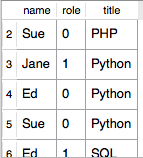 name role title
2 Sue 0 PHP
3 Jane 1 Python
4 Ed 0 Python
5 Sue 0 Python
6 Ed 1 SQL